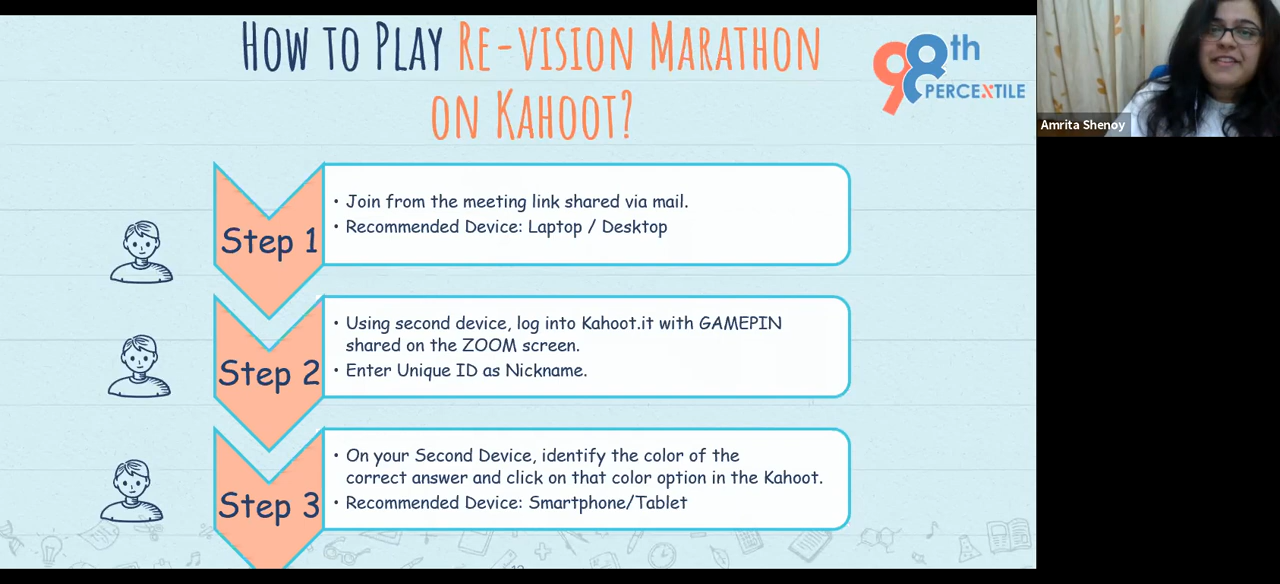 How to Play Re-vision Marathon
on Kahoot?
98th
PERCEXTILE
Amrita Shenoy
Step 1
• Join from the meeting link shared via mail.
• Recommended Device: Laptop / Desktop
Step 2
• Using second device, log into Kahoot.it with GAMEPIN
shared on the ZOOM screen.
• Enter Unique ID as Nickname.
Step 3
• On your Second Device, identify the color of the
correct answer and click on that color option in the Kahoot.
• Recommended Device: Smartphone/Tablet